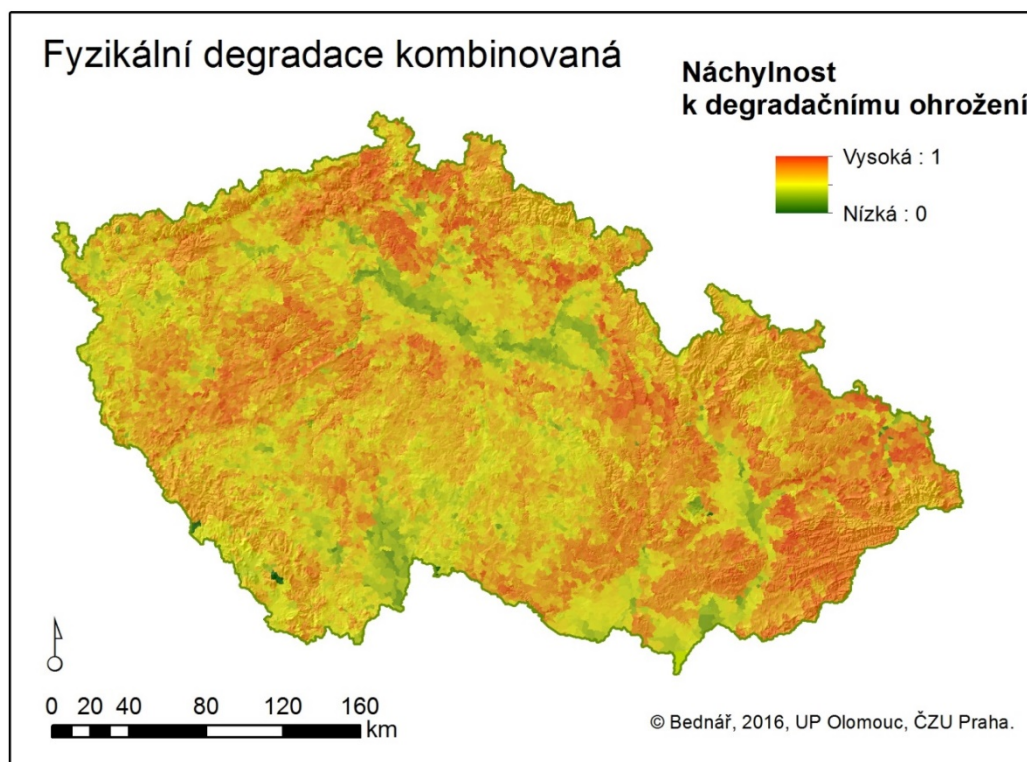 Fyzikální degradace kombinovaná
Náchylnost
k degradačnímu ohrožení
Vysoká : 1
Nízká : 0
0 20 40 80 120 160
km
© Bednář, 2016, UP Olomouc, ČZU Praha.